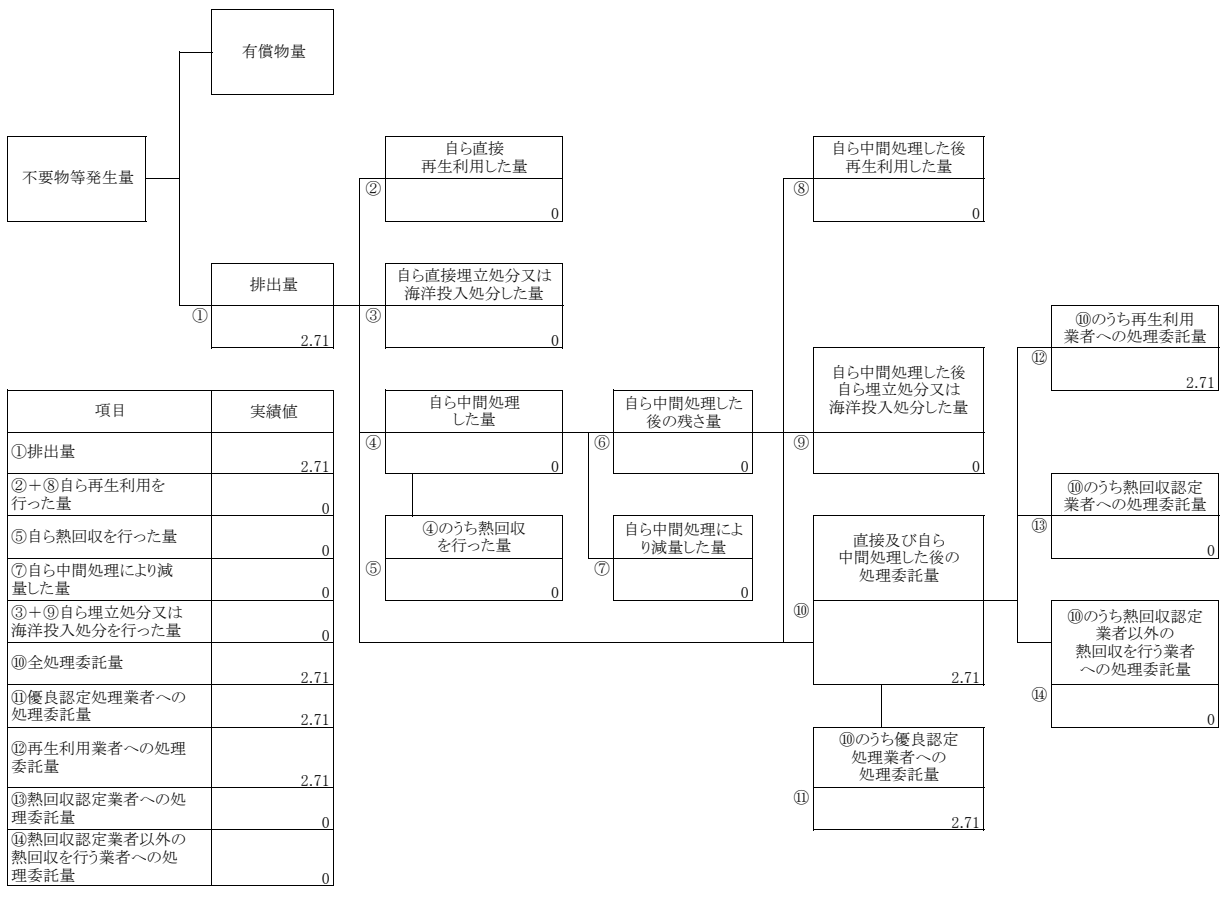 有償物量
不要物等発生量
排出量
①
2.71
自ら直接
再生利用した量
②
0
自ら直接埋立処分又は
海洋投入処分した量
③
0
自ら中間処理
した量
④
0
④のうち熱回収
を行った量
⑤
0
自ら中間処理した
後の残さ量
⑥
0
自ら中間処理によ
り減量した量
⑦
0
自ら中間処理した後
再生利用した量
⑧
0
自ら中間処理した後
自ら埋立処分又は
海洋投入処分した量
⑨
0
直接及び自ら
中間処理した後の
処理委託量
⑩
2.71
⑩のうち優良認定
処理業者への
処理委託量
⑪
2.71
⑩のうち再生利用
業者への処理委託量
⑫
2.71
⑩のうち熱回収認定
業者への処理委託量
⑬
0
⑩のうち熱回収認定
業者以外の
熱回収を行う業者
への処理委託量
⑭
0
項目 実績値
①排出量
2.71
②+⑧自ら再生利用を
行った量
0
⑤自ら熱回収を行った量
0
⑦自ら中間処理により減
量した量
0
③+⑨自ら埋立処分又は
海洋投入処分を行った量
0
⑩全処理委託量
2.71
⑪優良認定処理業者への
処理委託量
2.71
⑫再生利用業者への処理
委託量
2.71
⑬熱回収認定業者への処
理委託量
0
⑭熱回収認定業者以外の
熱回収を行う業者への処
理委託量
0